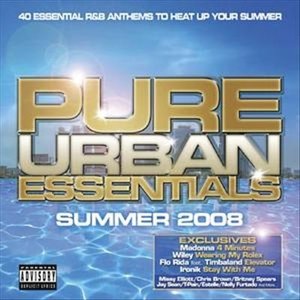 40 ESSENTIAL R&B ANTHEMS TO HEAT UP YOUR SUMMER
PURE
URBAN
ESSENTIALS
SUMMER 2008
EXCLUSIVES
Madonna 4 Minutes
Wiley Wearing My Rolex
Flo Rida feat. Timbaland Elevator
Ironik Stay With Me
Missy Elliott/Chris Brown/Britney Spears
Jay Sean/T-Pain/Estelle/Nelly Furtado and More...
PARENTAL
ADVISORY
EXPLICIT CONTENT